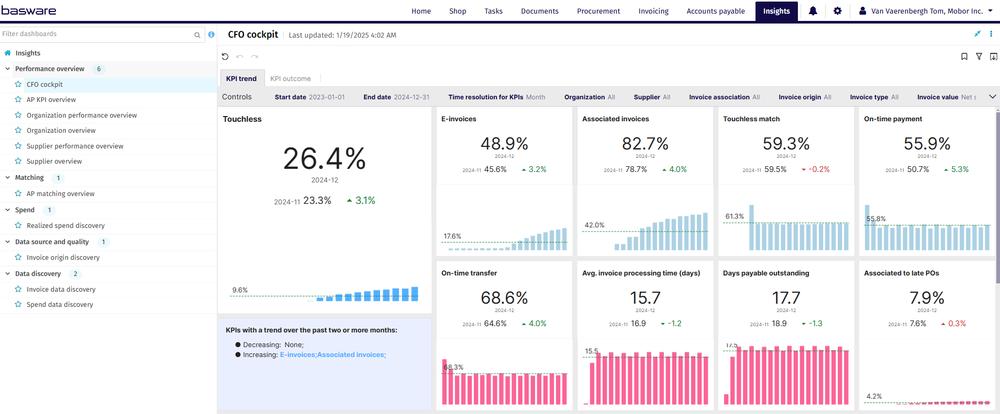 basware
Home Shop Tasks Documents Procurement Invoicing Accounts payable Insights Van Vaerenbergh Tom, Mobor Inc.
Filter dashboards
Insights
Performance overview 6
CFO cockpit
AP KPI overview
Organization performance overview
Organization overview
Supplier performance overview
Supplier overview
Matching 1
AP matching overview
Spend 1
Realized spend discovery
Data source and quality 1
Invoice origin discovery
Data discovery 2
Invoice data discovery
Spend data discovery
CFO cockpit Last updated: 1/19/2025 4:02 AM
KPI trend KPI outcome
Controls Start date 2023-01-01 End date 2024-12-31 Time resolution for KPIs Month Organization All Supplier All Invoice association All Invoice origin All Invoice type All Invoice value Net
Touchless
26.4%
2024-12
2024-11 23.3% 3.1%
9.6%
KPIs with a trend over the past two or more months:
Decreasing: None;
Increasing: E-invoices;Associated invoices;
E-invoices
48.9%
2024-12
2024-11 45.6% 3.2%
17.6%
Associated invoices
82.7%
2024-12
2024-11 78.7% 4.0%
42.0%
Touchless match
59.3%
2024-12
2024-11 59.5% -0.2%
61.3%
On-time payment
55.9%
2024-12
2024-11 50.7% 5.3%
55.8%
On-time transfer
68.6%
2024-12
2024-11 64.6% 4.0%
68.3%
Avg. invoice processing time (days)
15.7
2024-12
2024-11 16.9 -1.2
15.5
Days payable outstanding
17.7
2024-12
2024-11 18.9 -1.3
17.5
Associated to late POs
7.9%
2024-12
2024-11 7.6% 0.3%
4.2%